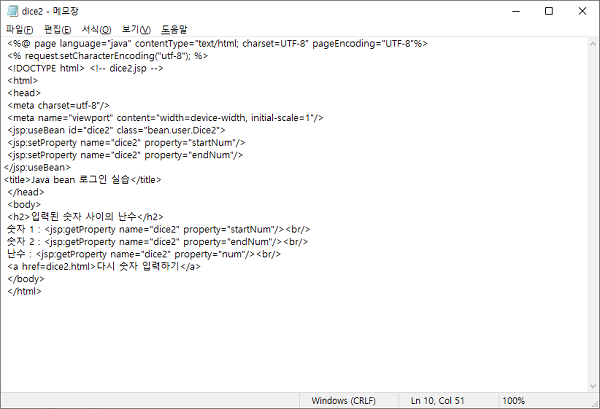 dice2 - 메모장
파일(F) 편집(E) 서식(O) 보기(V) 도움말
<%@ page language="java" contentType="text/html; charset=UTF-8" pageEncoding="UTF-8"%>
<% request.setCharacterEncoding("utf-8"); %>
<!DOCTYPE html> <!-- dice2.jsp -->
<html>
<head>
<meta charset=utf-8"/>
<meta name="viewport" content="width=device-width, initial-scale=1"/>
<jsp:useBean id="dice2" class="bean.user.Dice2">
<jsp:setProperty name="dice2" property="startNum"/>
<jsp:setProperty name="dice2" property="endNum"/>
</jsp:useBean>
<title>Java bean 로그인 실습</title>
</head>
<body>
<h2>입력된 숫자 사이의 난수</h2>
숫자 1 : <jsp:getProperty name="dice2" property="startNum"/><br/>
숫자 2 : <jsp:getProperty name="dice2" property="endNum"/><br/>
난수 : <jsp:getProperty name="dice2" property="num"/><br/>
<a href=dice2.html>다시 숫자 입력하기</a>
</body>
</html>
Windows (CRLF) Ln 10, Col 51 100%